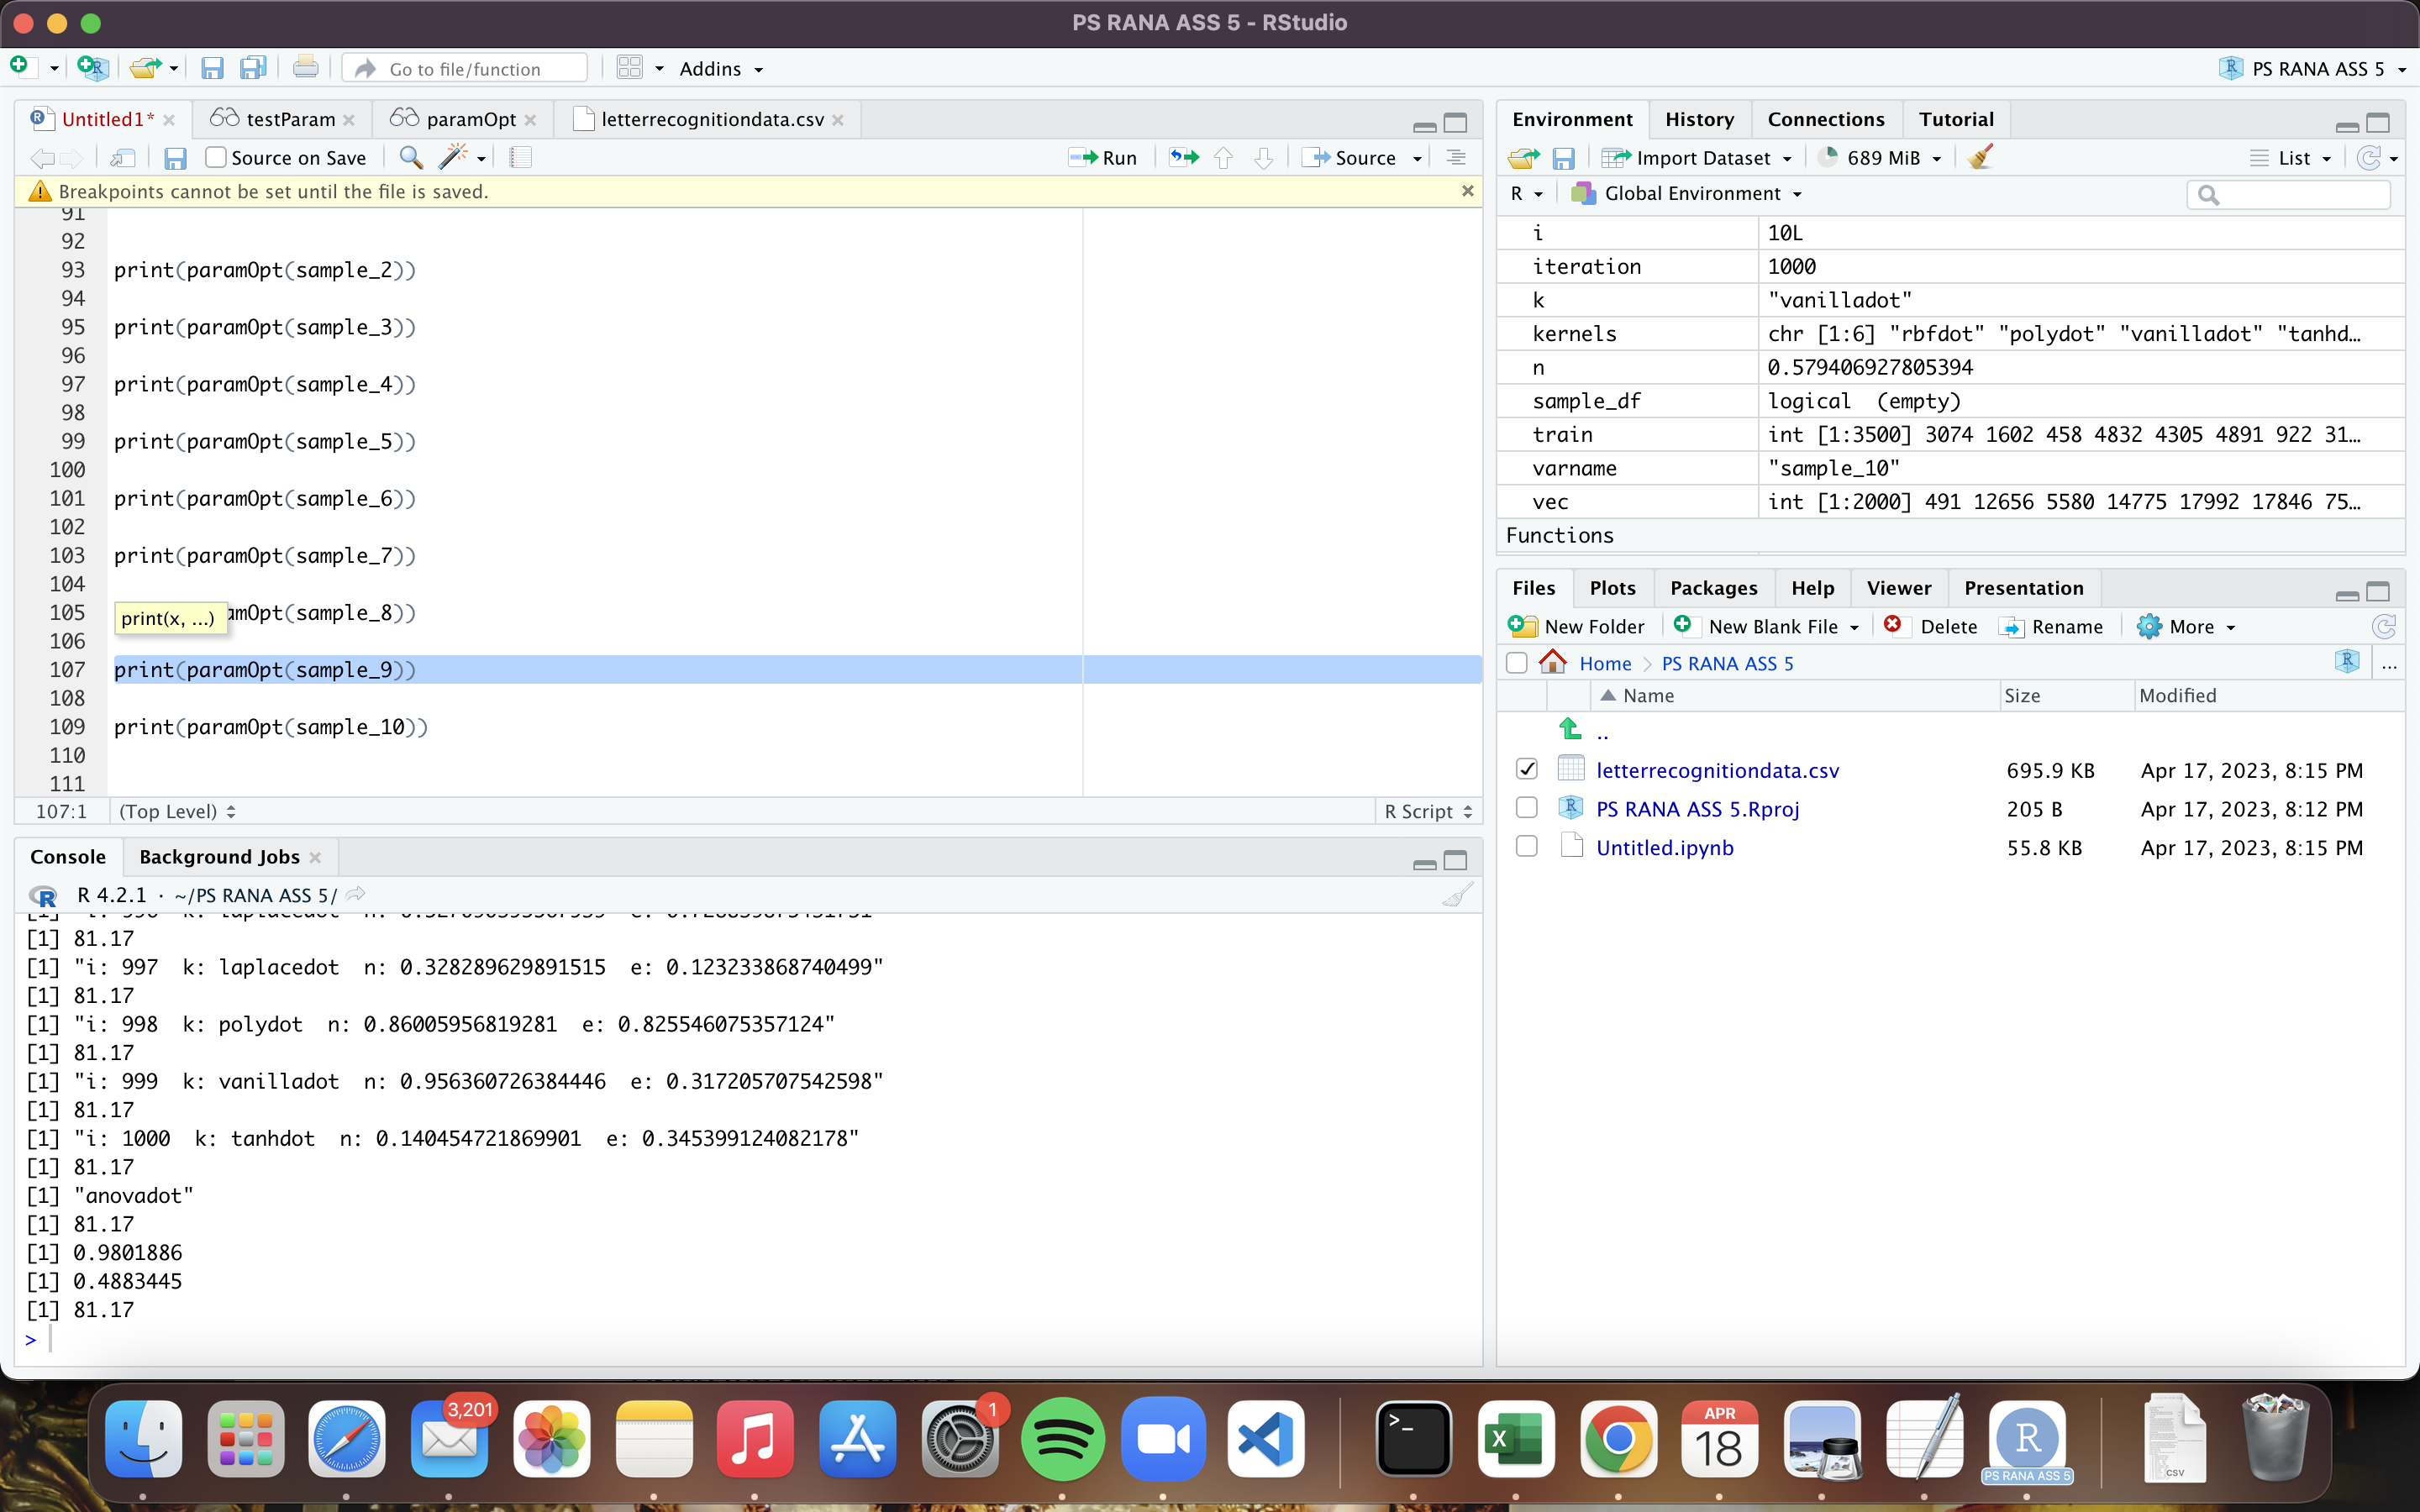 PS RANA ASS 5 - RStudio
Go to file/function
Addins
PS RANA ASS 5
Untitled1*
testParam
paramOpt
letterrecognitiondata.csv
Source on Save
Run
Source
Breakpoints cannot be set until the file is saved.
91
92
93 print(paramOpt(sample_2))
94
95 print(paramOpt(sample_3))
96
97 print(paramOpt(sample_4))
98
99 print(paramOpt(sample_5))
100
101 print(paramOpt(sample_6))
102
103 print(paramOpt(sample_7))
104
105 amOpt(sample_8))
print(x, ...)
106
107 print(paramOpt(sample_9))
108
109 print(paramOpt(sample_10))
110
111
107:1 (Top Level) R Script
Console Background Jobs
R 4.2.1 · ~/PS RANA ASS 5/
[1] 81.17
[1] "i: 997  k: laplacedot  n: 0.328289629891515  e: 0.123233868740499"
[1] 81.17
[1] "i: 998  k: polydot  n: 0.86005956819281  e: 0.825546075357124"
[1] 81.17
[1] "i: 999  k: vanilladot  n: 0.956360726384446  e: 0.317205707542598"
[1] 81.17
[1] "i: 1000  k: tanhdot  n: 0.140454721869901  e: 0.345399124082178"
[1] 81.17
[1] "anovadot"
[1] 81.17
[1] 0.9801886
[1] 0.4883445
[1] 81.17
>
Environment History Connections Tutorial
Import Dataset 689 MiB List
R Global Environment
i 10L
iteration 1000
k "vanilladot"
kernels chr [1:6] "rbfdot" "polydot" "vanilladot" "tanhd…
n 0.579406927805394
sample_df logical  (empty)
train int [1:3500] 3074 1602 458 4832 4305 4891 922 31…
varname "sample_10"
vec int [1:2000] 491 12656 5580 14775 17992 17846 75…
Functions
Files Plots Packages Help Viewer Presentation
New Folder New Blank File Delete Rename More
Home PS RANA ASS 5 ...
Name Size Modified
..
letterrecognitiondata.csv 695.9 KB Apr 17, 2023, 8:15 PM
PS RANA ASS 5.Rproj 205 B Apr 17, 2023, 8:12 PM
Untitled.ipynb 55.8 KB Apr 17, 2023, 8:15 PM
3,201
1
APR
18
PS RANA ASS 5
CSV